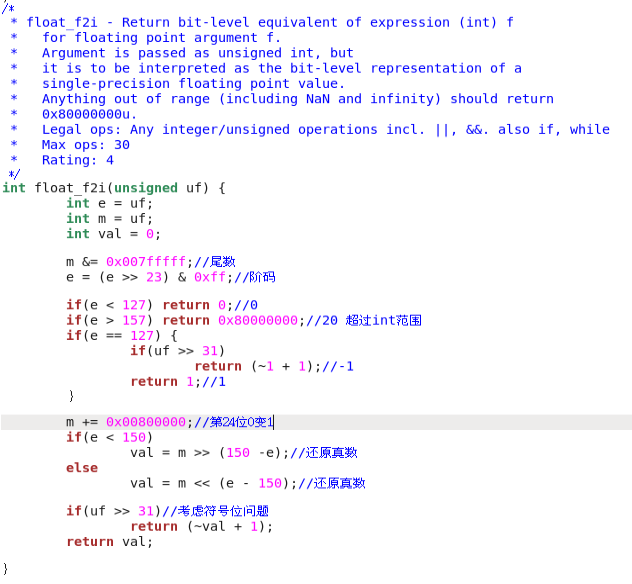 /*
 * float_f2i - Return bit-level equivalent of expression (int) f
 *   for floating point argument f.
 *   Argument is passed as unsigned int, but
 *   it is to be interpreted as the bit-level representation of a
 *   single-precision floating point value.
 *   Anything out of range (including NaN and infinity) should return
 *   0x80000000u.
 *   Legal ops: Any integer/unsigned operations incl. ||, &&. also if, while
 *   Max ops: 30
 *   Rating: 4
 */
int float_f2i(unsigned uf) {
        int e = uf;
        int m = uf;
        int val = 0;

        m &= 0x007fffff;//尾数
        e = (e >> 23) & 0xff;//阶码

        if(e < 127) return 0;//0
        if(e > 157) return 0x80000000;//20 超过int范围
        if(e == 127) {
                if(uf >> 31)
                        return (~1 + 1);//-1
                return 1;//1
        }

        m += 0x00800000;//第24位0变1
        if(e < 150)
                val = m >> (150 -e);//还原真数
        else
                val = m << (e - 150);//还原真数

        if(uf >> 31)//考虑符号位问题
                return (~val + 1);
        return val;

}